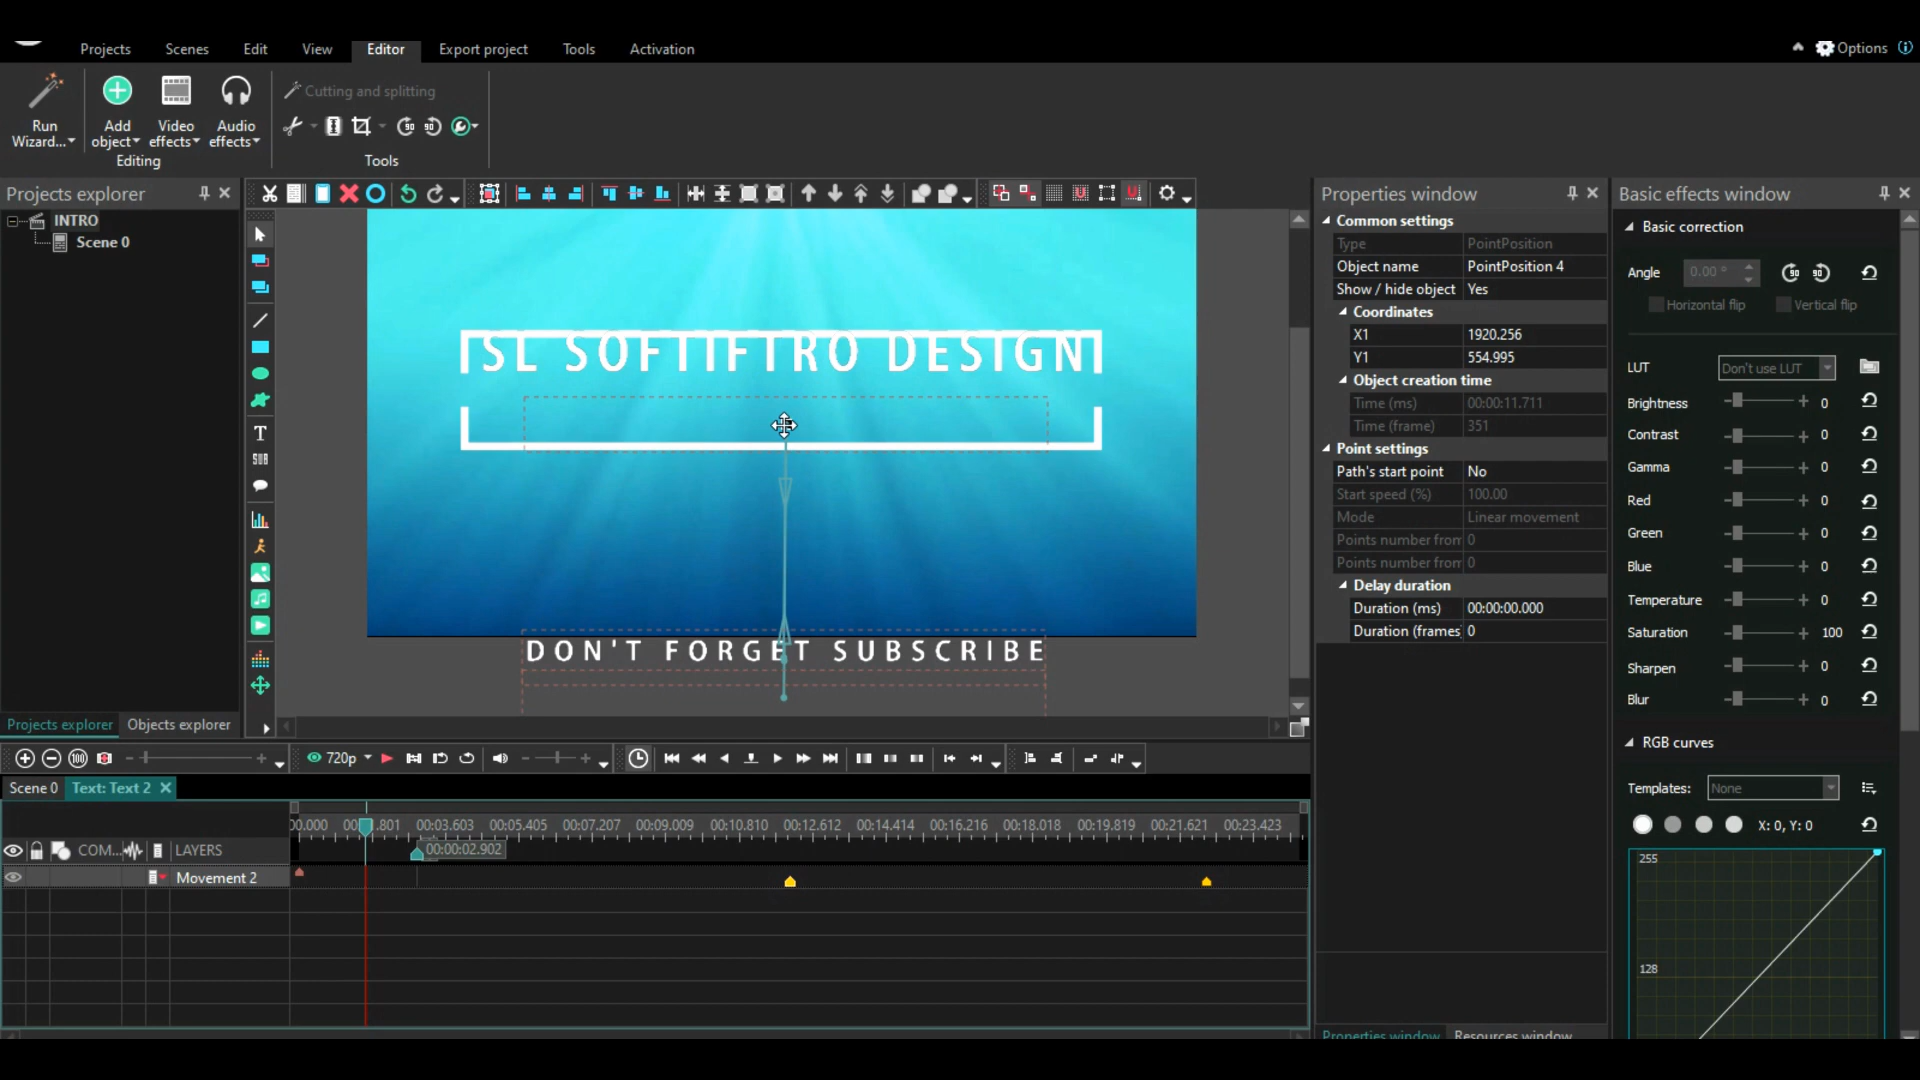 Projects Scenes Edit View Editor Export project Tools Activation Options
Cutting and splitting
Run Wizard... Add object Video effects Audio effects
Editing Tools
Projects explorer
INTRO
Scene 0
Projects explorer Objects explorer
T
SUB
SL SOFTIFTRO DESIGN
DON'T FORGET SUBSCRIBE
Properties window
Common settings
Type PointPosition
Object name PointPosition 4
Show / hide object Yes
Coordinates
X1 1920.256
Y1 554.995
Object creation time
Time (ms) 00:00:11.711
Time (frame) 351
Point settings
Path's start point No
Start speed (%) 100.00
Mode Linear movement
Points number from 0
Points number from 0
Delay duration
Duration (ms) 00:00:00.000
Duration (frames 0
Properties window Resources window
Basic effects window
Basic correction
Angle 0.00 °
Horizontal flip Vertical flip
LUT Don't use LUT
Brightness 0
Contrast 0
Gamma 0
Red 0
Green 0
Blue 0
Temperature 0
Saturation 100
Sharpen 0
Blur 0
RGB curves
Templates: None
X: 0, Y: 0
255
128
720p
Scene 0 Text: Text 2
00:03.603 00:05.405 00:07.207 00:09.009 00:10.810 00:12.612 00:14.414 00:16.216 00:18.018 00:19.819 00:21.621 00:23.423
00:00:02.902
COM... LAYERS
Movement 2